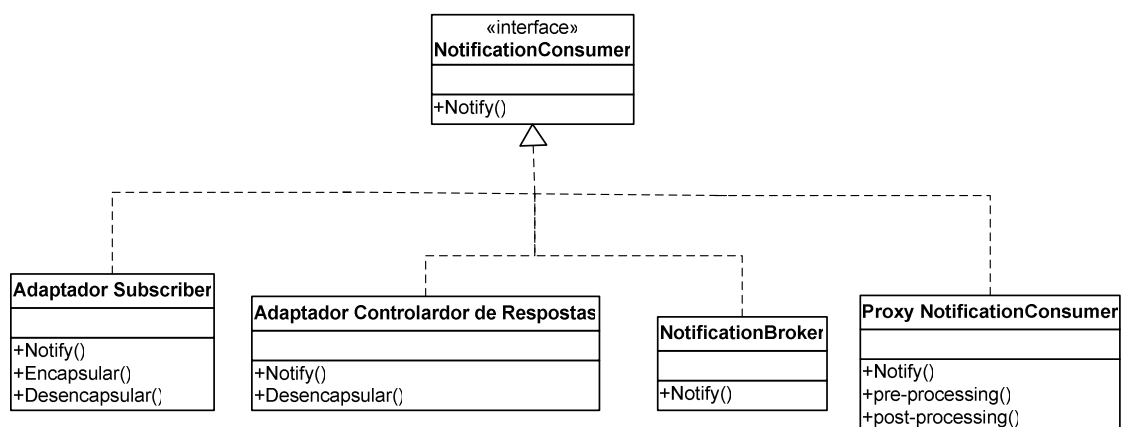 «interface»
NotificationConsumer
+Notify()
Adaptador Subscriber
+Notify()
+Encapsular()
+Desencapsular()
Adaptador Controlardor de Respostas
+Notify()
+Desencapsular()
NotificationBroker
+Notify()
Proxy NotificationConsumer
+Notify()
+pre-processing()
+post-processing()